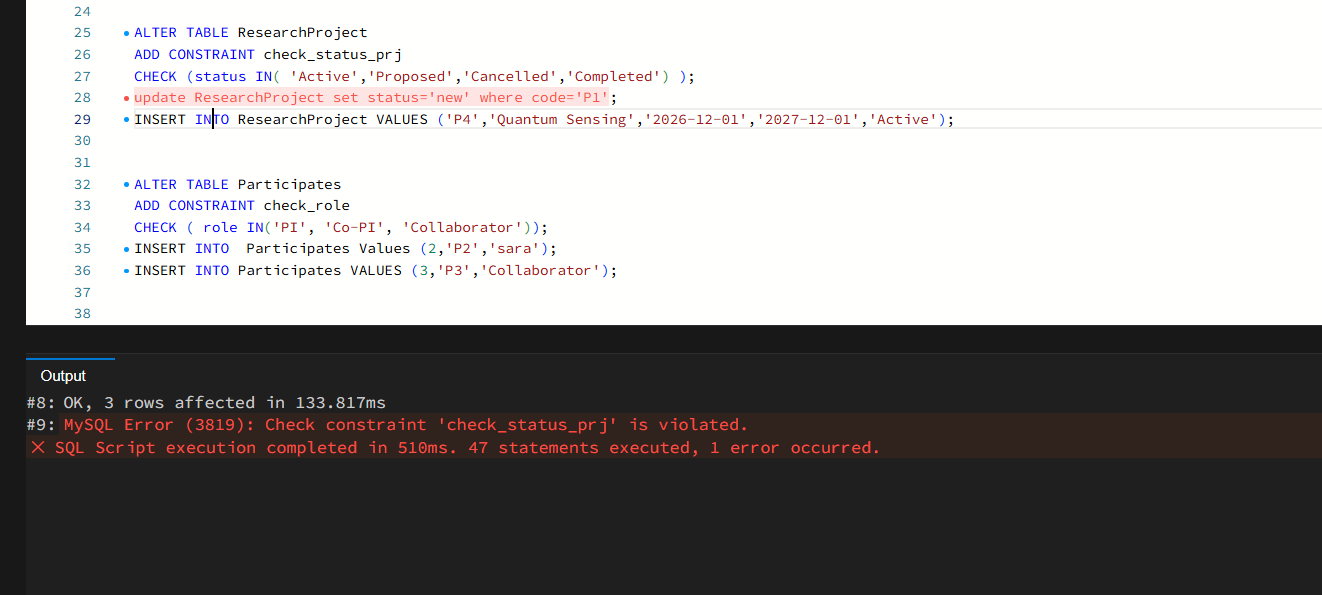 24
25 ALTER TABLE ResearchProject
26 ADD CONSTRAINT check_status_prj
27 CHECK (status IN( 'Active','Proposed','Cancelled','Completed') );
28 update ResearchProject set status='new' where code='P1';
29 INSERT INTO ResearchProject VALUES ('P4','Quantum Sensing','2026-12-01','2027-12-01','Active');
30
31
32 ALTER TABLE Participates
33 ADD CONSTRAINT check_role
34 CHECK ( role IN('PI', 'Co-PI', 'Collaborator'));
35 INSERT INTO  Participates Values (2,'P2','sara');
36 INSERT INTO Participates VALUES (3,'P3','Collaborator');
37
38
Output
#8: OK, 3 rows affected in 133.817ms
#9: MySQL Error (3819): Check constraint 'check_status_prj' is violated.
SQL Script execution completed in 510ms. 47 statements executed, 1 error occurred.